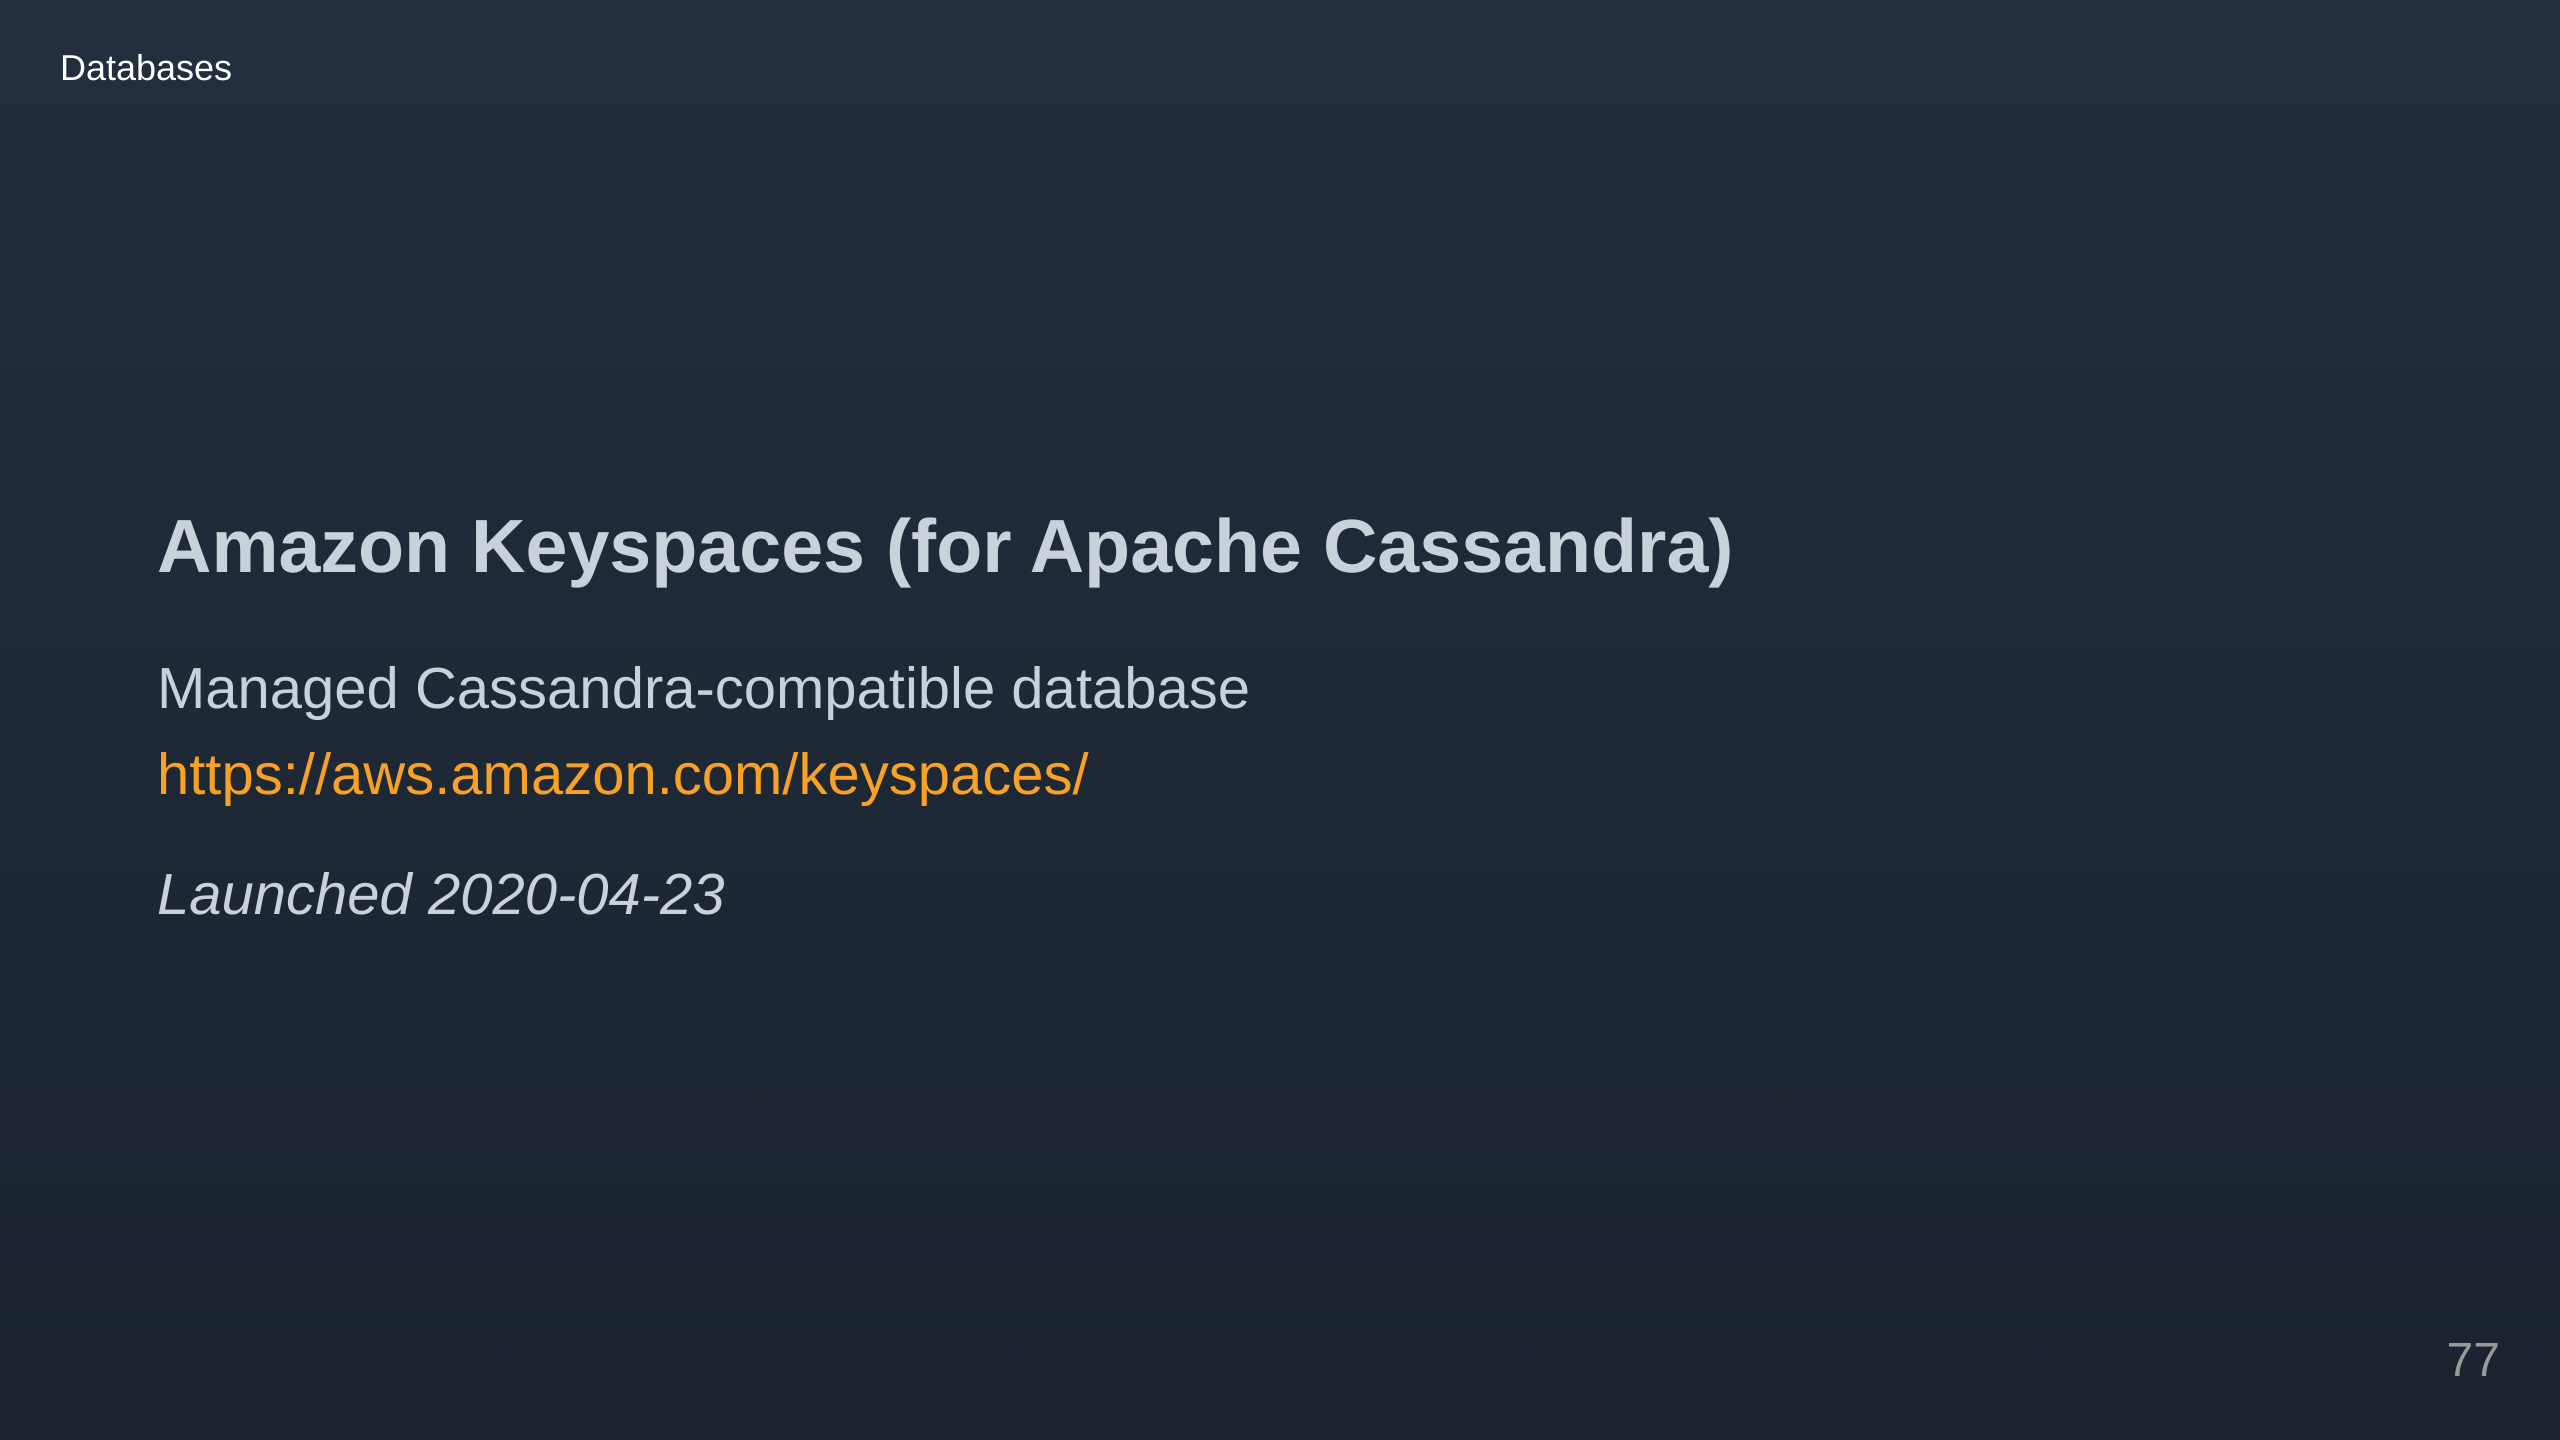 Databases
Amazon Keyspaces (for Apache Cassandra)
Managed Cassandra-compatible database
https://aws.amazon.com/keyspaces/
Launched 2020-04-23
77